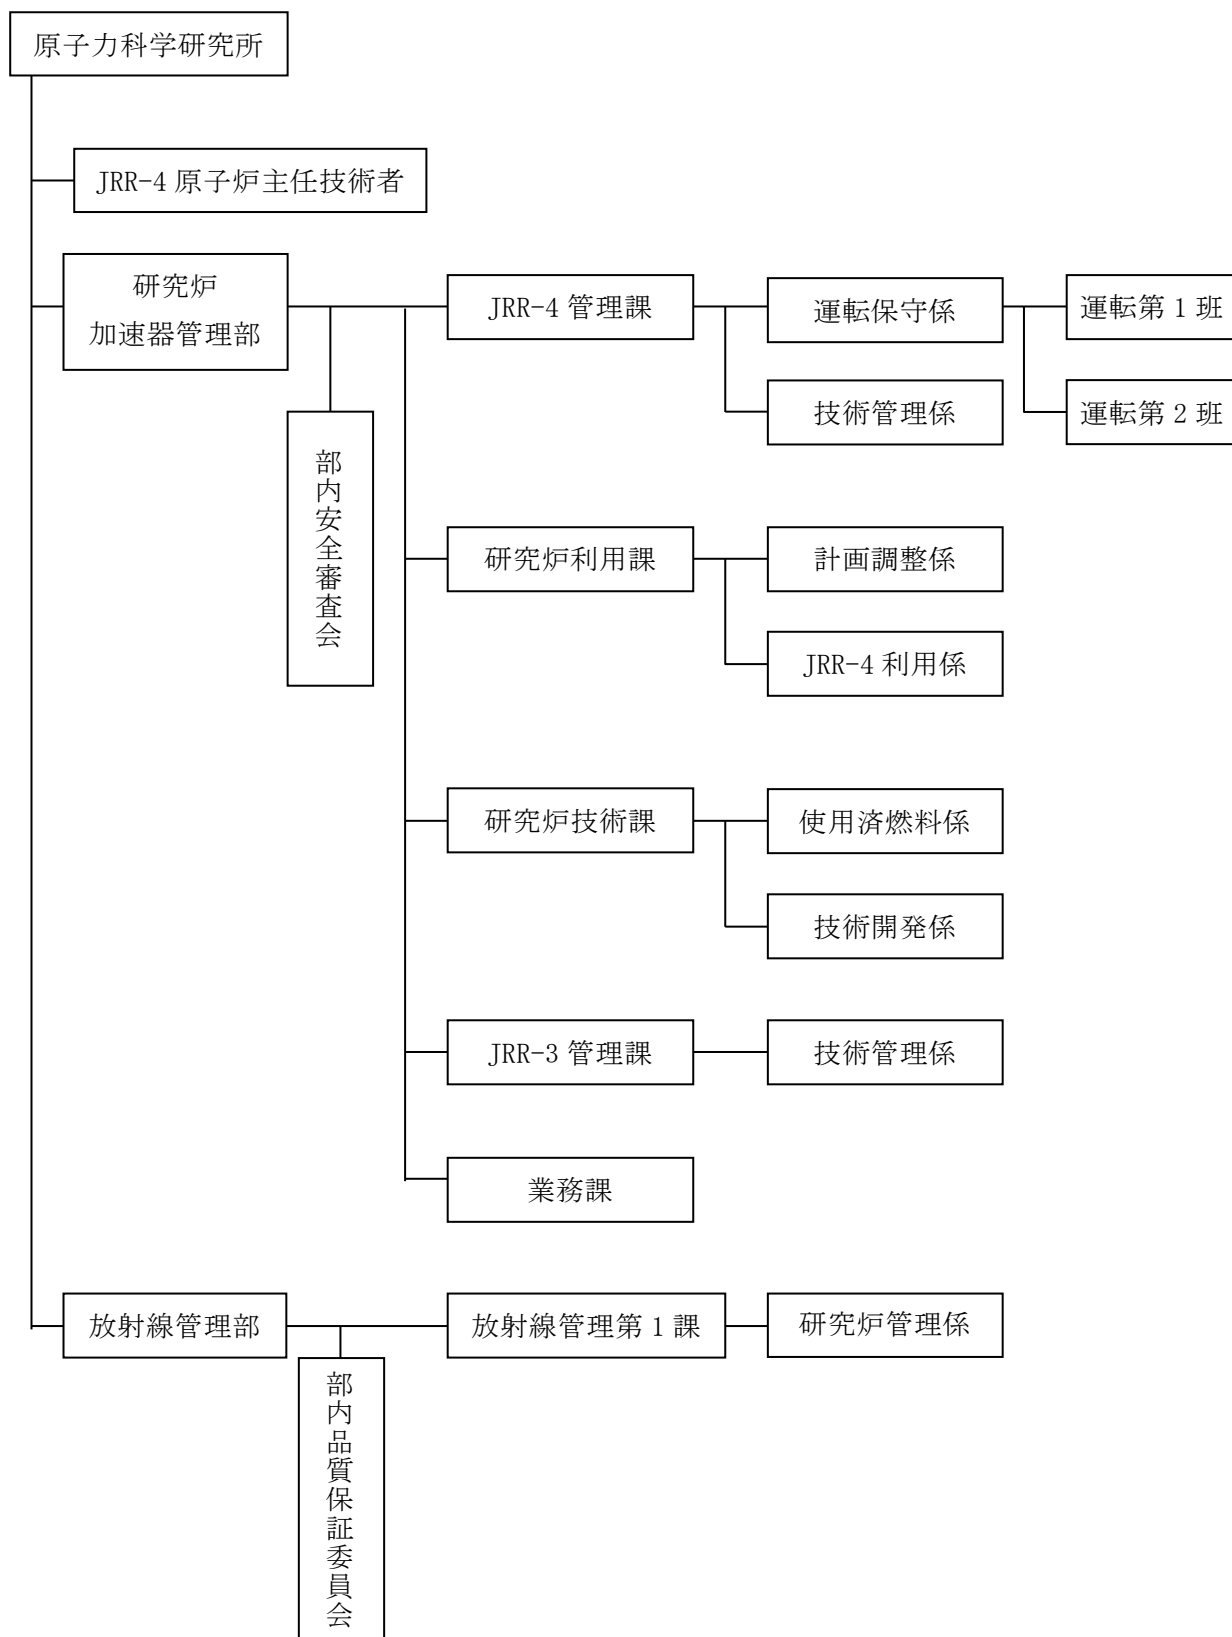 原子力科学研究所
JRR-4 原子炉主任技術者
研究炉
加速器管理部
JRR-4 管理課
運転保守係
運転第 1 班
技術管理係
運転第 2 班
部内安全審査会
研究炉利用課
計画調整係
JRR-4 利用係
研究炉技術課
使用済燃料係
技術開発係
JRR-3 管理課
技術管理係
業務課
放射線管理部
放射線管理第 1 課
研究炉管理係
部内品質保証委員会